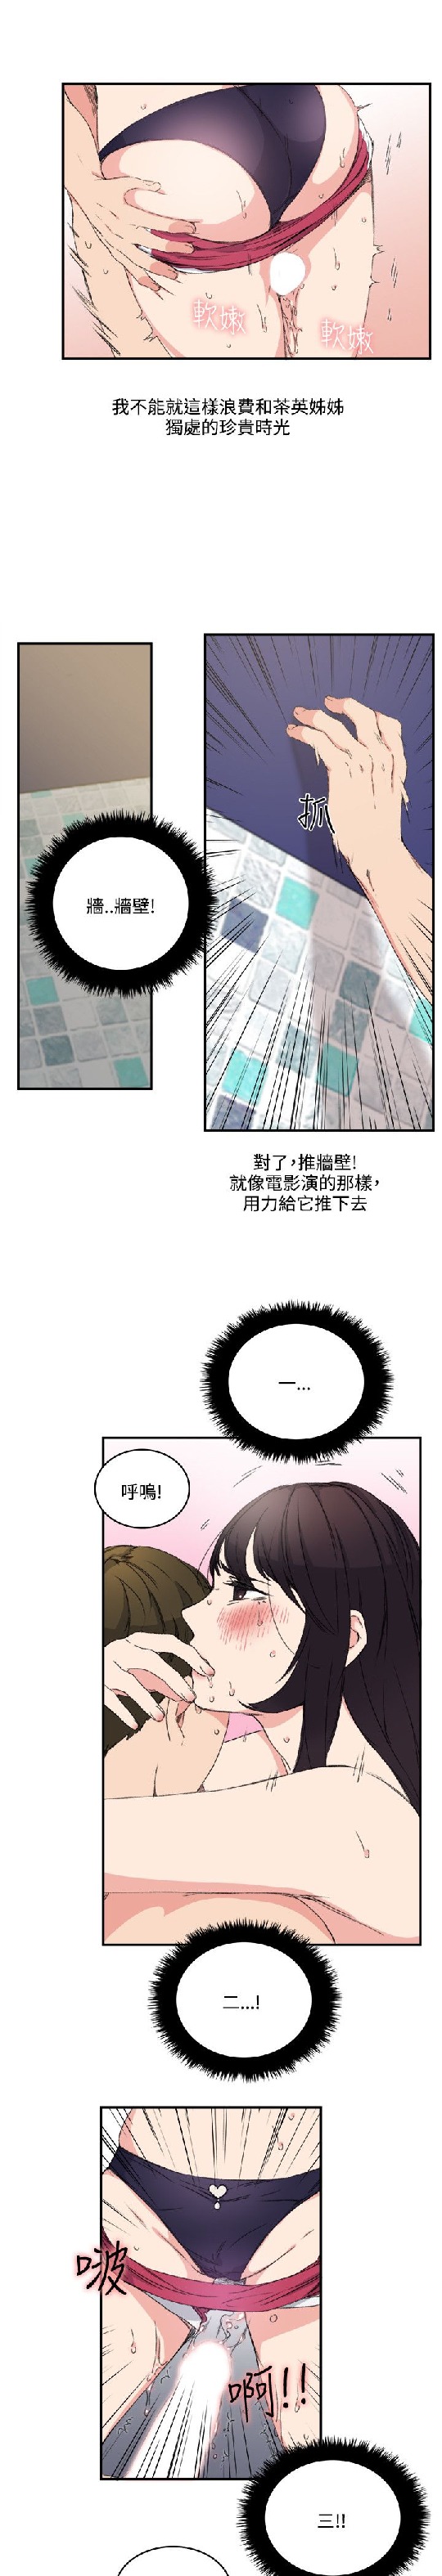 軟嫩
軟嫩
我不能就這樣浪費和茶英姊姊
獨處的珍貴時光
抓
牆..牆壁!
對了,推牆壁!
就像電影演的那樣,
用力給它推下去
一...
呼嗚!
二...!
啵
啊!!
三!!